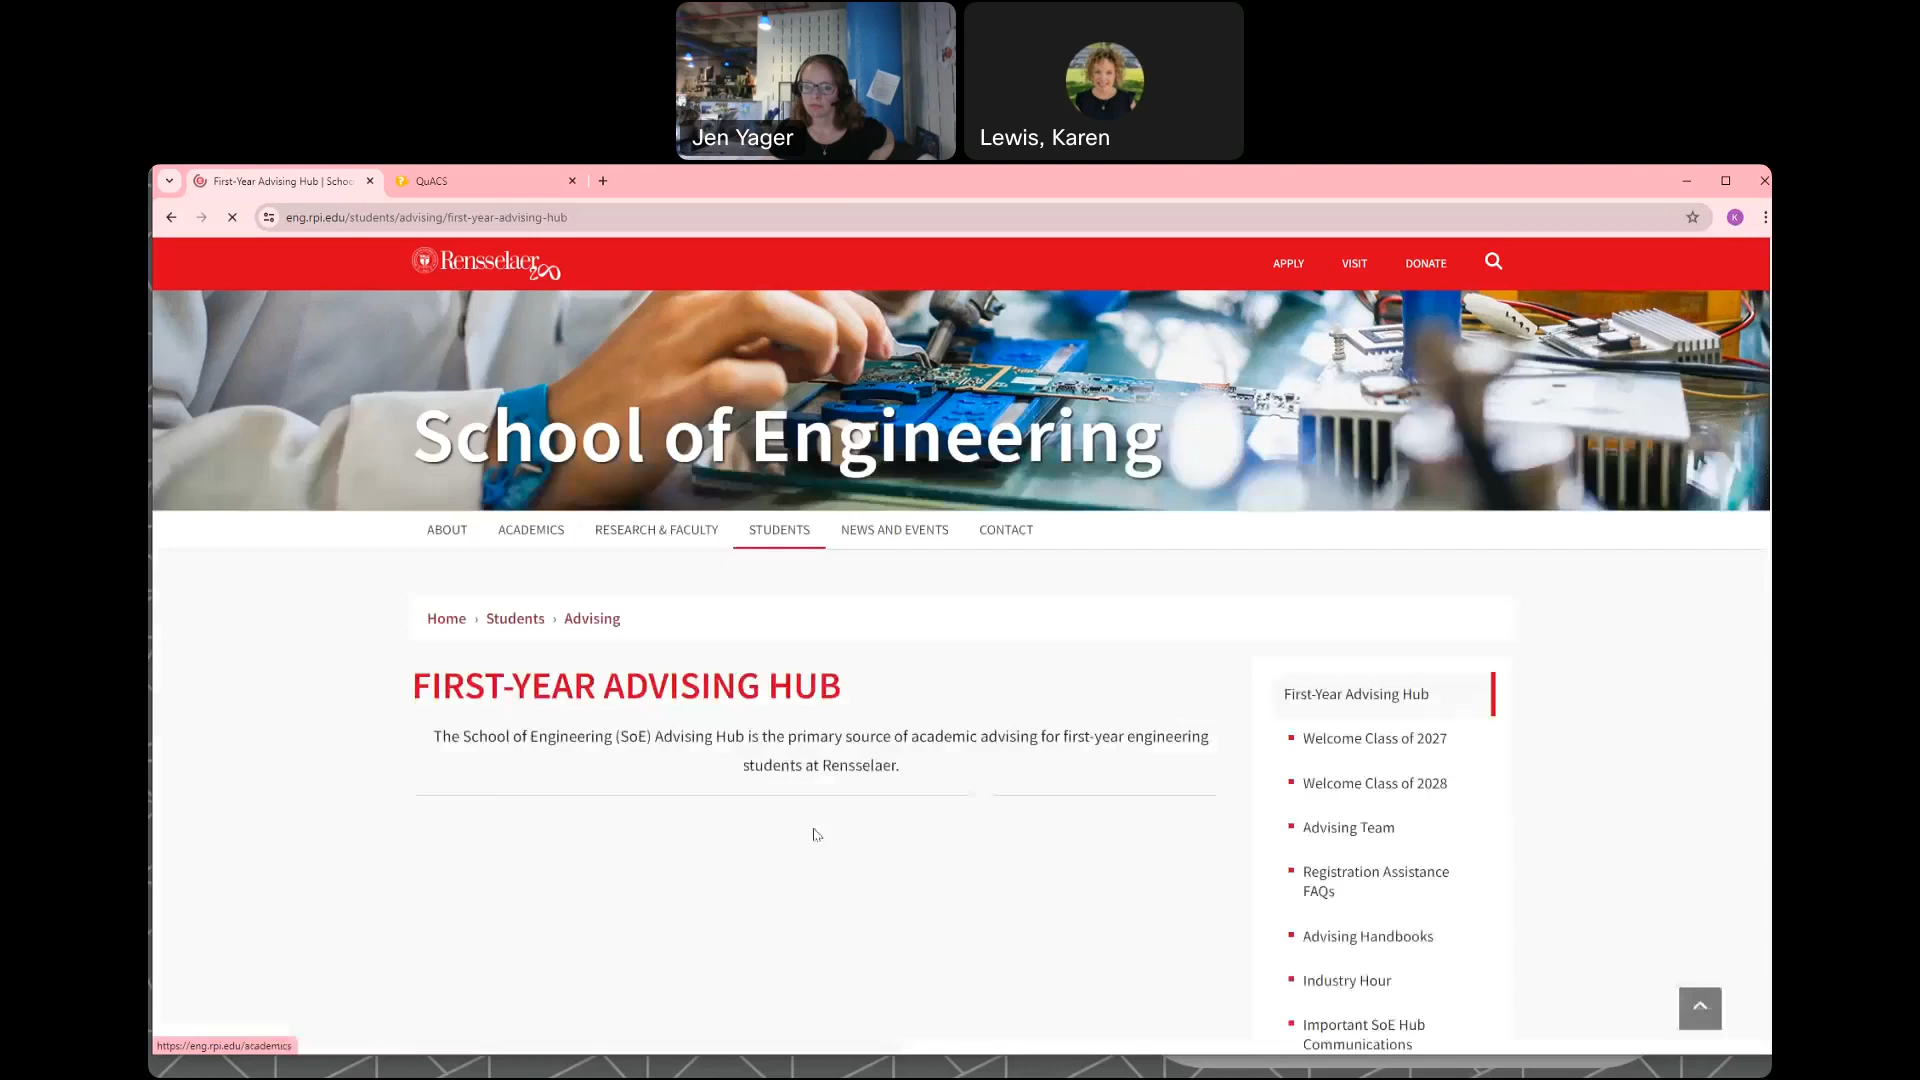 Jen Yager
Lewis, Karen
First-Year Advising Hub | Schoo
QuACS
eng.rpi.edu/students/advising/first-year-advising-hub
K
Rensselaer 200
APPLY
VISIT
DONATE
School of Engineering
ABOUT
ACADEMICS
RESEARCH & FACULTY
STUDENTS
NEWS AND EVENTS
CONTACT
Home › Students › Advising
FIRST-YEAR ADVISING HUB
The School of Engineering (SoE) Advising Hub is the primary source of academic advising for first-year engineering
students at Rensselaer.
First-Year Advising Hub
Welcome Class of 2027
Welcome Class of 2028
Advising Team
Registration Assistance
FAQs
Advising Handbooks
Industry Hour
Important SoE Hub
Communications
https://eng.rpi.edu/academics